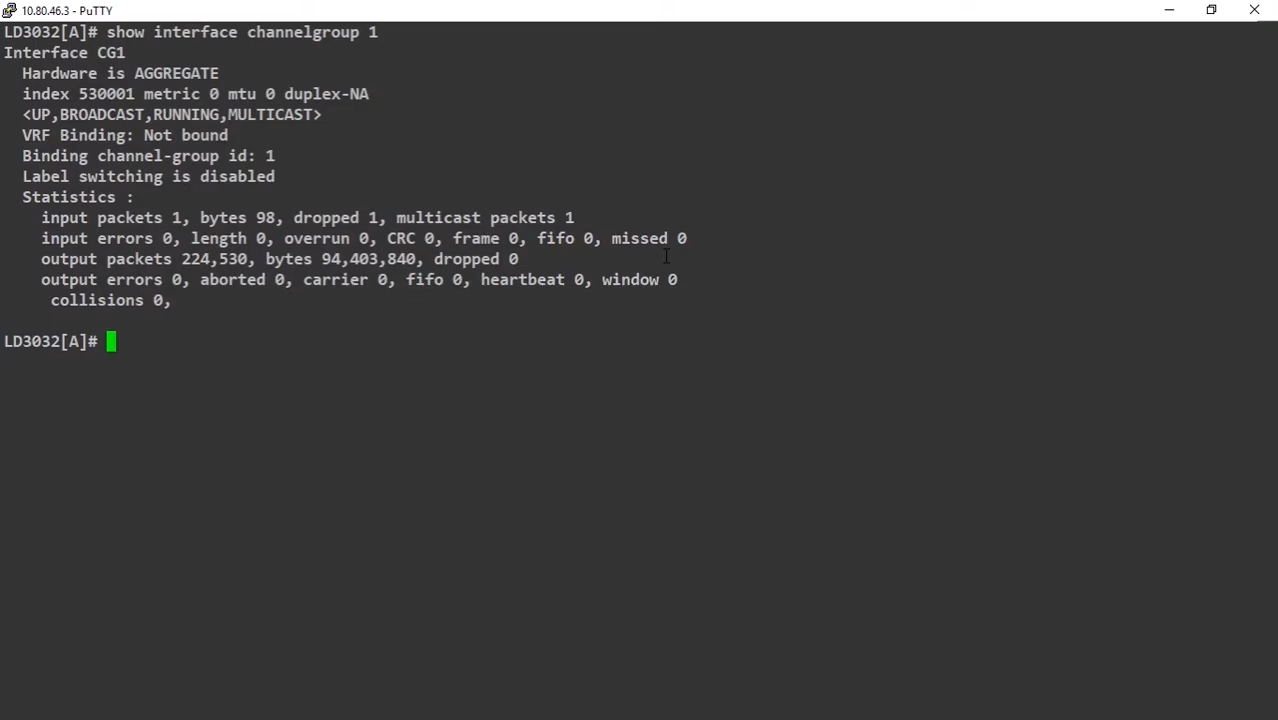 10.80.46.3 - PuTTY
LD3032[A]# show interface channelgroup 1
Interface CG1
  Hardware is AGGREGATE
  index 530001 metric 0 mtu 0 duplex-NA
  <UP,BROADCAST,RUNNING,MULTICAST>
  VRF Binding: Not bound
  Binding channel-group id: 1
  Label switching is disabled
  Statistics :
    input packets 1, bytes 98, dropped 1, multicast packets 1
    input errors 0, length 0, overrun 0, CRC 0, frame 0, fifo 0, missed 0
    output packets 224,530, bytes 94,403,840, dropped 0
    output errors 0, aborted 0, carrier 0, fifo 0, heartbeat 0, window 0
     collisions 0,
LD3032[A]#